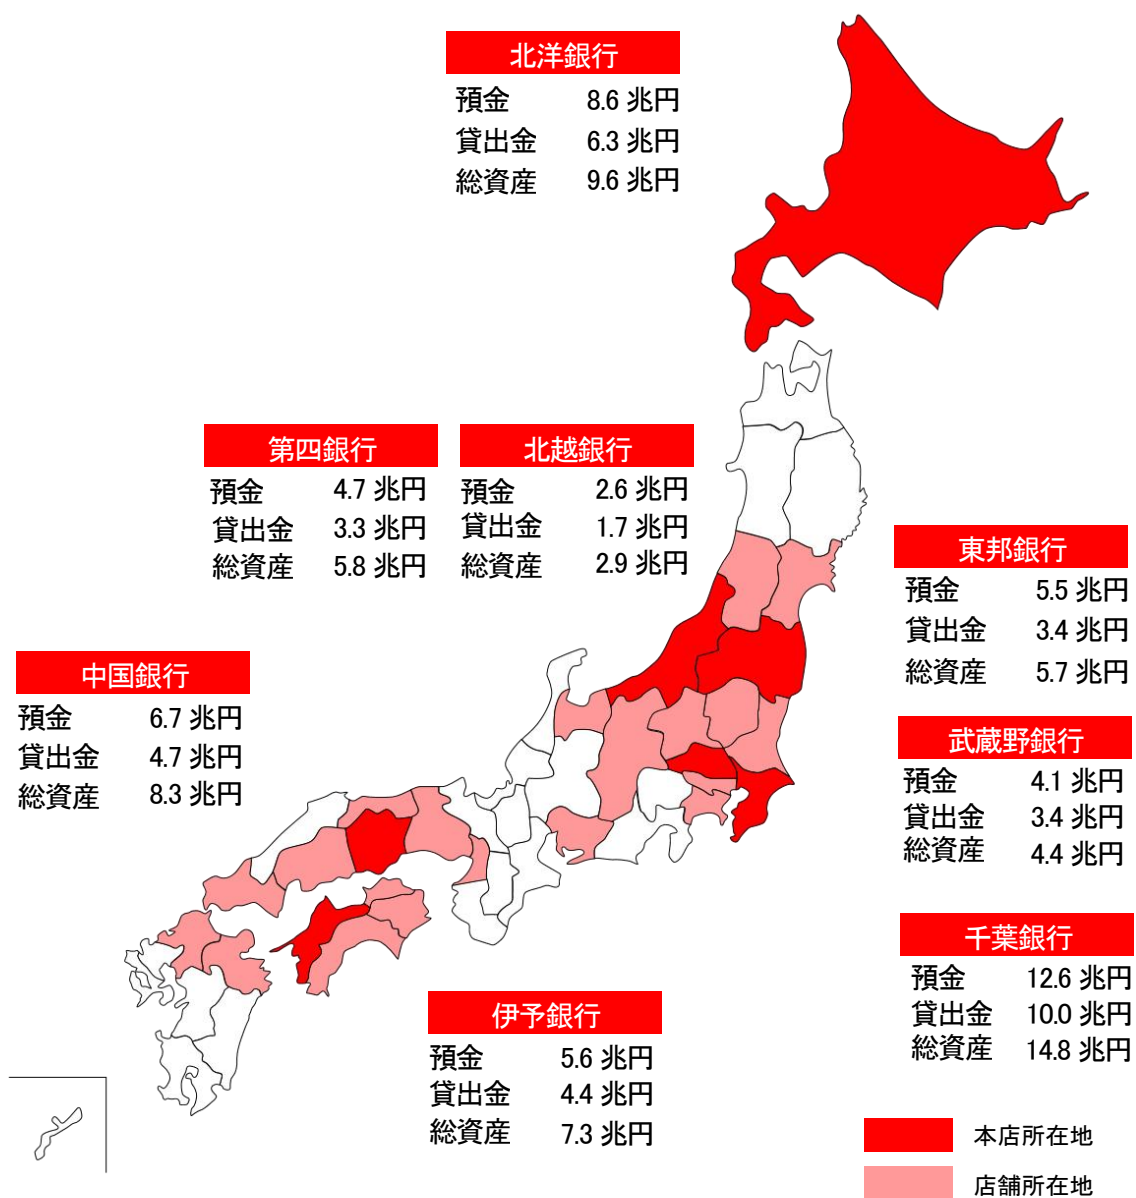 北洋銀行
預金 8.6 兆円
貸出金 6.3 兆円
総資産 9.6 兆円
第四銀行
預金 4.7 兆円
貸出金 3.3 兆円
総資産 5.8 兆円
北越銀行
預金 2.6 兆円
貸出金 1.7 兆円
総資産 2.9 兆円
東邦銀行
預金 5.5 兆円
貸出金 3.4 兆円
総資産 5.7 兆円
中国銀行
預金 6.7 兆円
貸出金 4.7 兆円
総資産 8.3 兆円
武蔵野銀行
預金 4.1 兆円
貸出金 3.4 兆円
総資産 4.4 兆円
千葉銀行
預金 12.6 兆円
貸出金 10.0 兆円
総資産 14.8 兆円
伊予銀行
預金 5.6 兆円
貸出金 4.4 兆円
総資産 7.3 兆円
本店所在地
店舗所在地